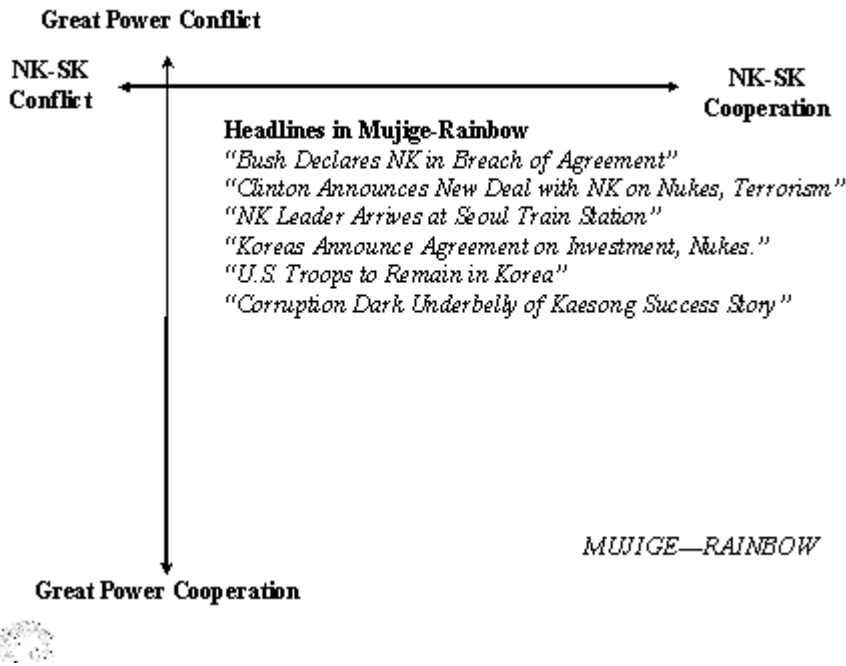 Great Power Conflict
NK-SK
Conflict
NK-SK
Cooperation
Headlines in Mujige-Rainbow
“Bush Declares NK in Breach of Agreement”
“Clinton Announces New Deal with NK on Nukes, Terrorism”
“NK Leader Arrives at Seoul Train Station”
“Koreas Announce Agreement on Investment, Nukes.”
“U.S. Troops to Remain in Korea”
“Corruption Dark Underbelly of Kaesong Success Story”
MUJIGE—RAINBOW
Great Power Cooperation